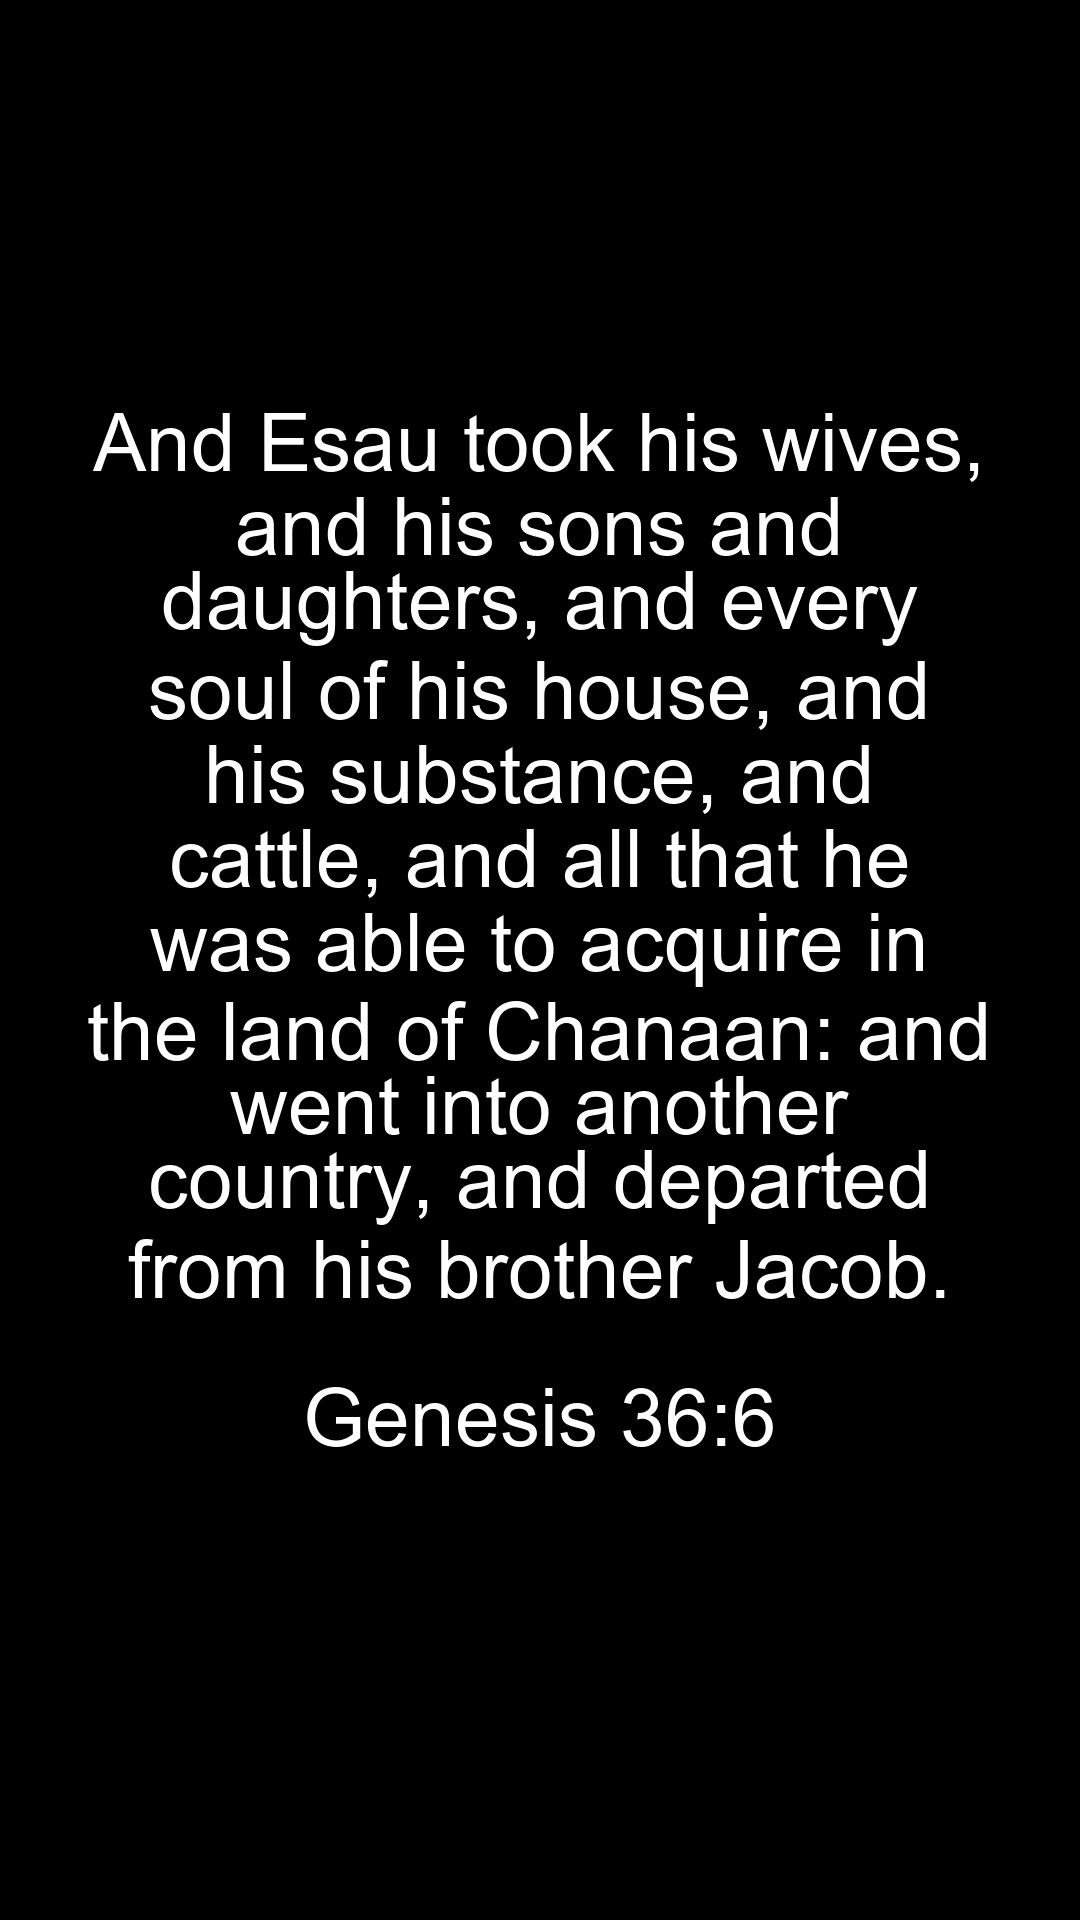 And Esau took his wives,
and his sons and
daughters, and every
soul of his house, and
his substance, and
cattle, and all that he
was able to acquire in
the land of Chanaan: and
went into another
country, and departed
from his brother Jacob.
Genesis 36:6